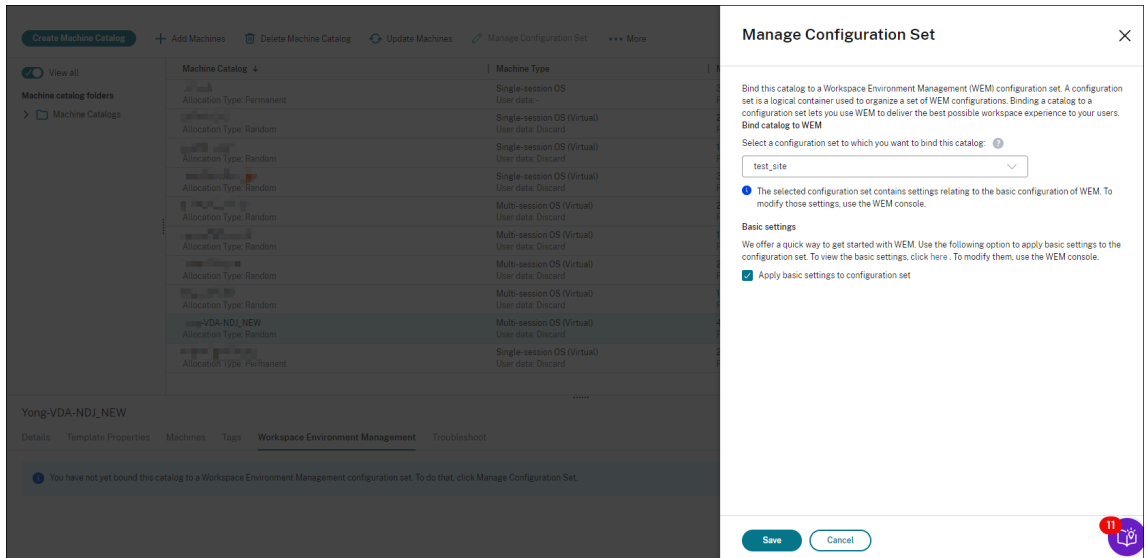 Create Machine Catalog
Add Machines
Delete Machine Catalog
Update Machines
Manage Configuration Set
More
View all
Machine catalog folders
Machine Catalogs
Machine Catalog
Machine Type
Allocation Type: Permanent
Single-session OS
User data: -
Allocation Type: Random
Single-session OS (Virtual)
User data: Discard
Allocation Type: Random
Single-session OS (Virtual)
User data: Discard
Allocation Type: Random
Single-session OS (Virtual)
User data: Discard
Allocation Type: Random
Multi-session OS (Virtual)
User data: Discard
Allocation Type: Random
Multi-session OS (Virtual)
User data: Discard
Allocation Type: Random
Multi-session OS (Virtual)
User data: Discard
Allocation Type: Random
Multi-session OS (Virtual)
User data: Discard
-VDA-NDJ_NEW
Allocation Type: Random
Multi-session OS (Virtual)
User data: Discard
Allocation Type: Permanent
Single-session OS (Virtual)
User data: Discard
Yong-VDA-NDJ_NEW
Details
Template Properties
Machines
Tags
Workspace Environment Management
Troubleshoot
You have not yet bound this catalog to a Workspace Environment Management configuration set. To do that, click Manage Configuration Set.
Manage Configuration Set
Bind this catalog to a Workspace Environment Management (WEM) configuration set. A configuration
set is a logical container used to organize a set of WEM configurations. Binding a catalog to a
configuration set lets you use WEM to deliver the best possible workspace experience to your users.
Bind catalog to WEM
Select a configuration set to which you want to bind this catalog:
test_site
The selected configuration set contains settings relating to the basic configuration of WEM. To
modify those settings, use the WEM console.
Basic settings
We offer a quick way to get started with WEM. Use the following option to apply basic settings to the
configuration set. To view the basic settings, click here . To modify them, use the WEM console.
Apply basic settings to configuration set
Save
Cancel
11